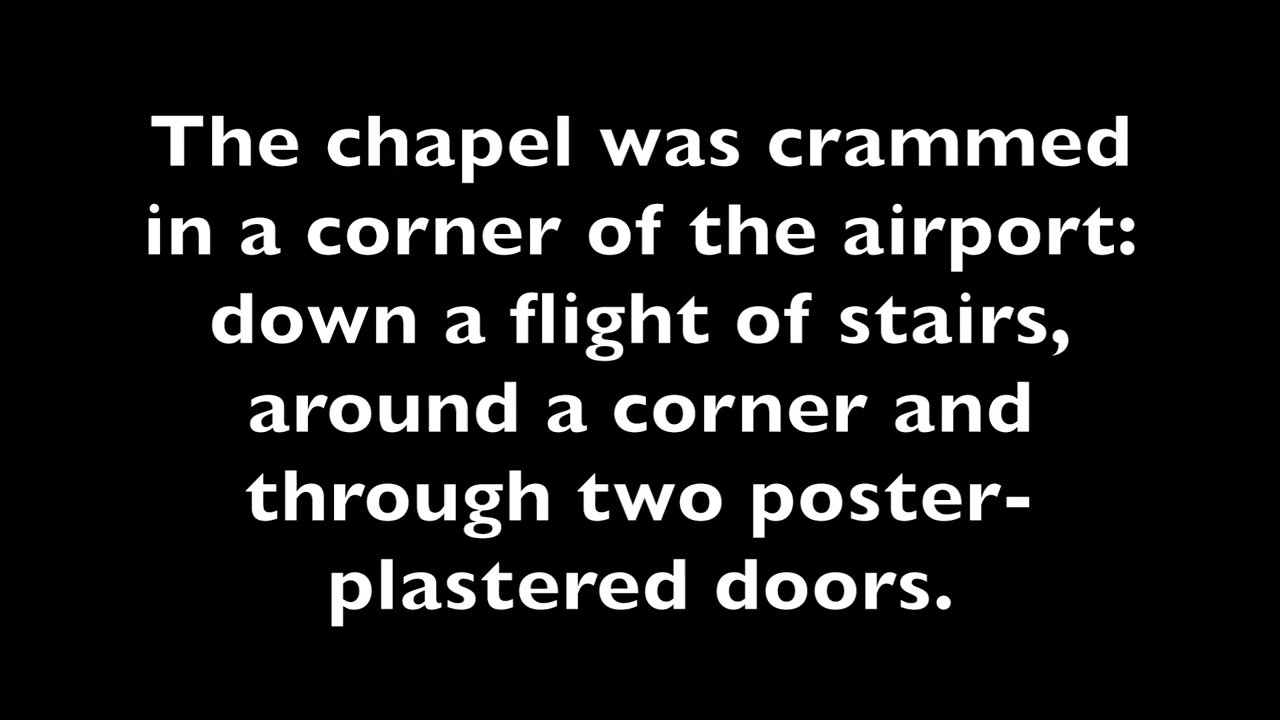 The chapel was crammed
in a corner of the airport:
down a flight of stairs,
around a corner and
through two poster-
plastered doors.